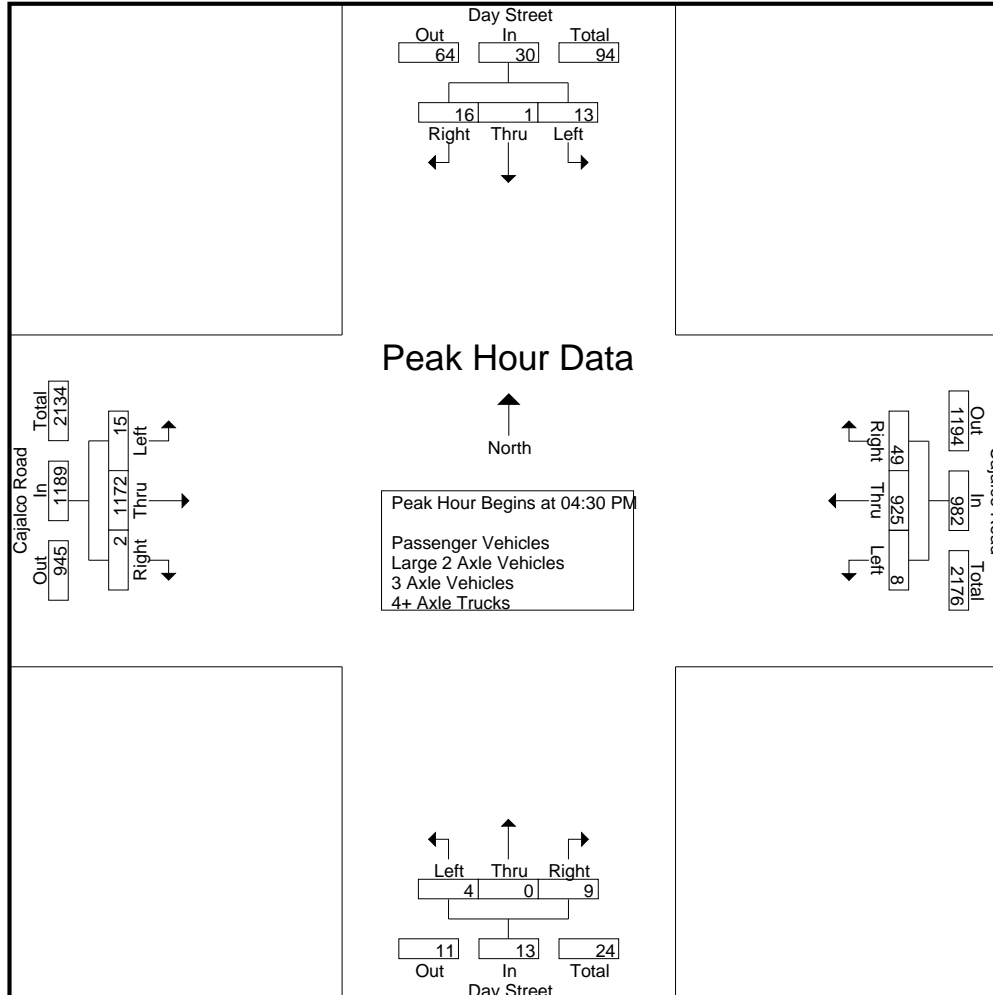 Day Street
Out In Total
64 30 94
16 1 13
Right Thru Left
Peak Hour Data
North
Peak Hour Begins at 04:30 PM
Passenger Vehicles
Large 2 Axle Vehicles
3 Axle Vehicles
4+ Axle Trucks
Cajalco Road
Out In Total
945 1189 2134
Left Thru Right
15 1172 2
Out In Total
1194 982 2176
Right Thru Left
49 925 8
Left Thru Right
4 0 9
11 13 24
Out In Total
Day Street